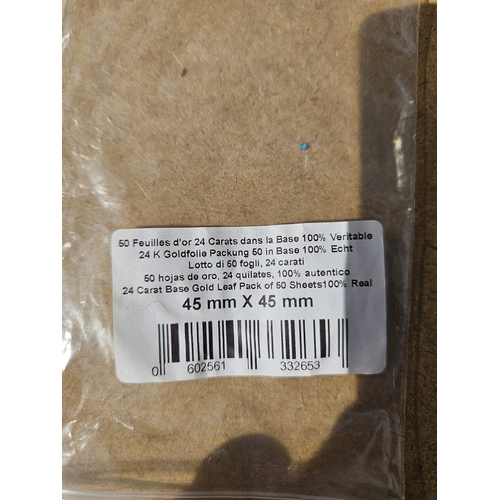 50 Feuilles d'or 24 Carats dans la Base 100% Veritable
24 K Goldfolie Packung 50 in Base 100% Echt
Lotto di 50 fogli, 24 carati
50 hojas de oro, 24 quilates, 100% autentico
24 Carat Base Gold Leaf Pack of 50 Sheets100% Real
45 mm X 45 mm
0 602561 332653